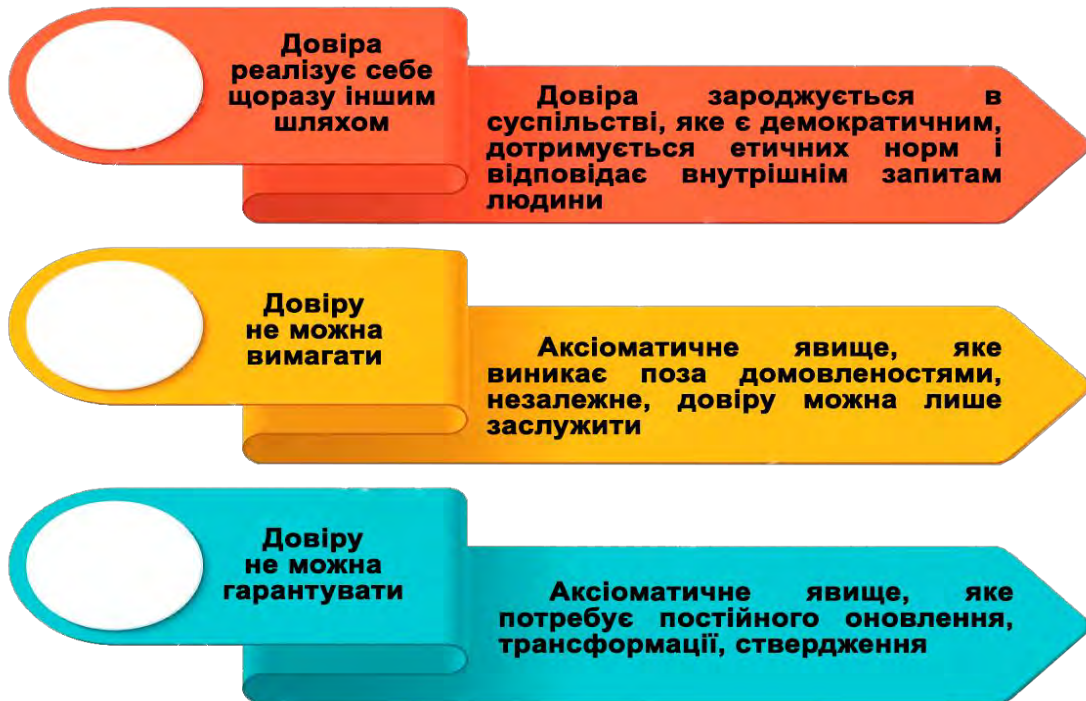 Довіра
реалізує себе
щоразу іншим
шляхом
Довіра зароджується в
суспільстві, яке є демократичним,
дотримується етичних норм і
відповідає внутрішнім запитам
людини
Довіру
не можна
вимагати
Аксіоматичне явище, яке
виникає поза домовленостями,
незалежне, довіру можна лише
заслужити
Довіру
не можна
гарантувати
Аксіоматичне явище, яке
потребує постійного оновлення,
трансформації, ствердження